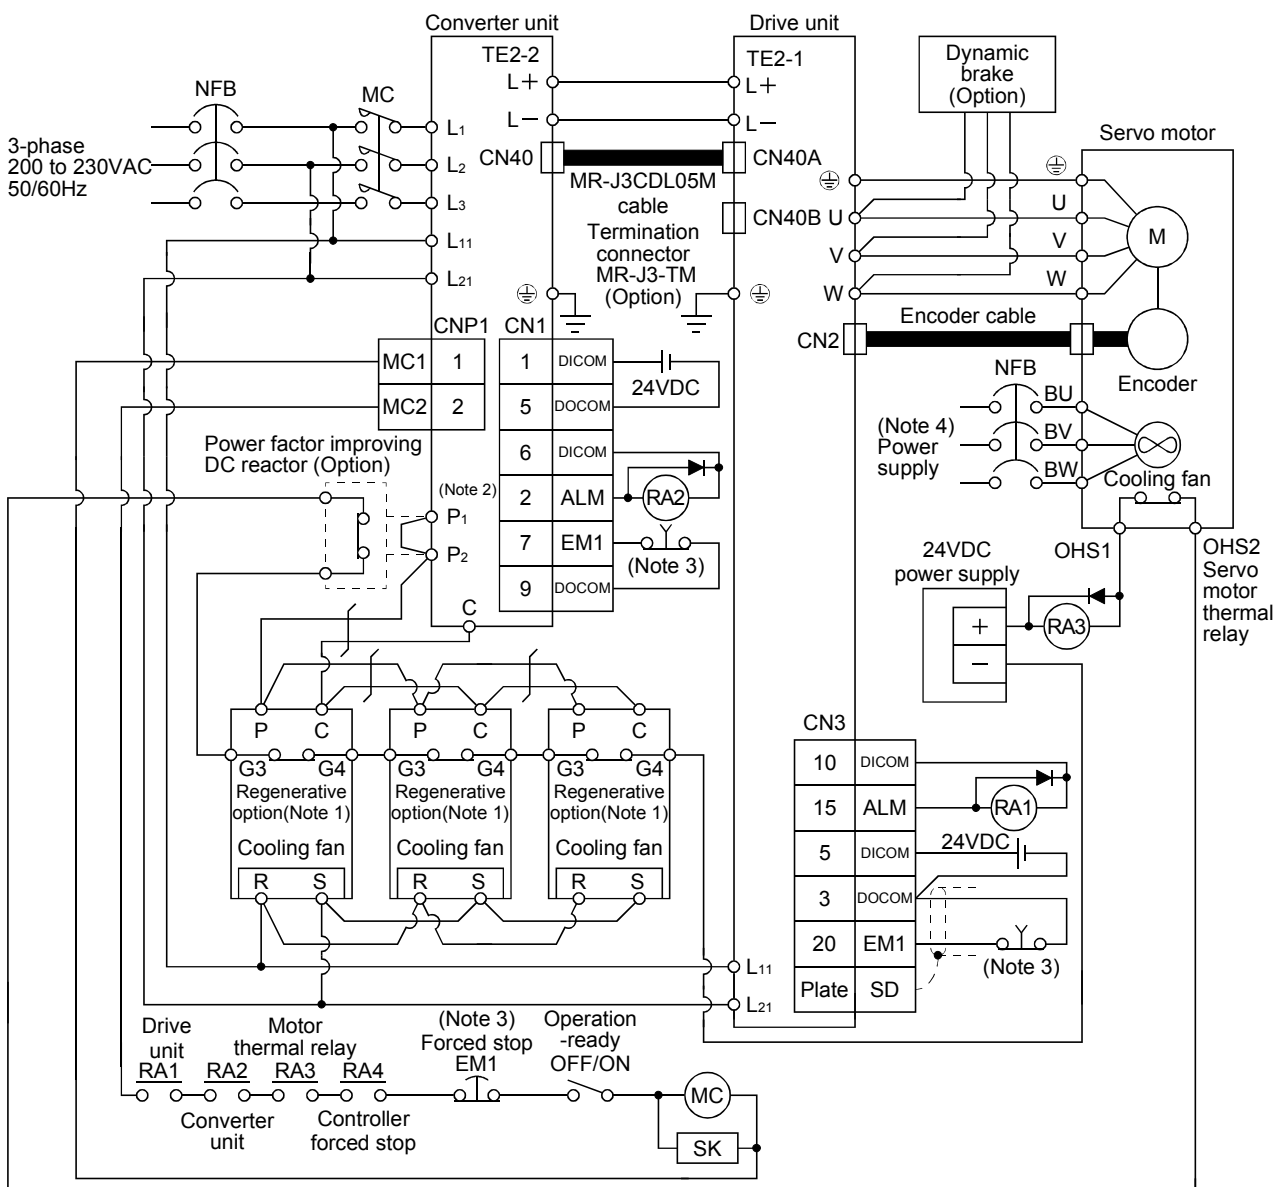 Converter unit
Drive unit
TE2-2
TE2-1
Dynamic
brake
(Option)
NFB
MC
L+
L+
L−
L−
3-phase
200 to 230VAC
50/60Hz
L1
L2
L3
L11
L21
CN40
CN40A
MR-J3CDL05M
cable
CN40B
Termination
connector
MR-J3-TM
(Option)
Servo motor
U
V
W
U
V
W
M
CN2
Encoder cable
Encoder
CNP1
CN1
MC1
1
MC2
2
1
DICOM
5
DOCOM
24VDC
6
DICOM
2
ALM
RA2
7
EM1
(Note 3)
9
DOCOM
NFB
BU
BV
BW
(Note 4)
Power
supply
Cooling fan
Power factor improving
DC reactor (Option)
(Note 2)
P1
P2
C
OHS1
OHS2
Servo
motor
thermal
relay
24VDC
power supply
+
−
RA3
P
C
P
C
P
C
G3
G4
G3
G4
G3
G4
Regenerative
option(Note 1)
Regenerative
option(Note 1)
Regenerative
option(Note 1)
Cooling fan
Cooling fan
Cooling fan
R
S
R
S
R
S
CN3
10
DICOM
15
ALM
RA1
5
DICOM
24VDC
3
DOCOM
20
EM1
(Note 3)
Plate
SD
L11
L21
Drive
unit
RA1
RA2
Converter
unit
Motor
thermal relay
RA3
RA4
Controller
forced stop
(Note 3)
Forced stop
EM1
Operation
-ready
OFF/ON
MC
SK